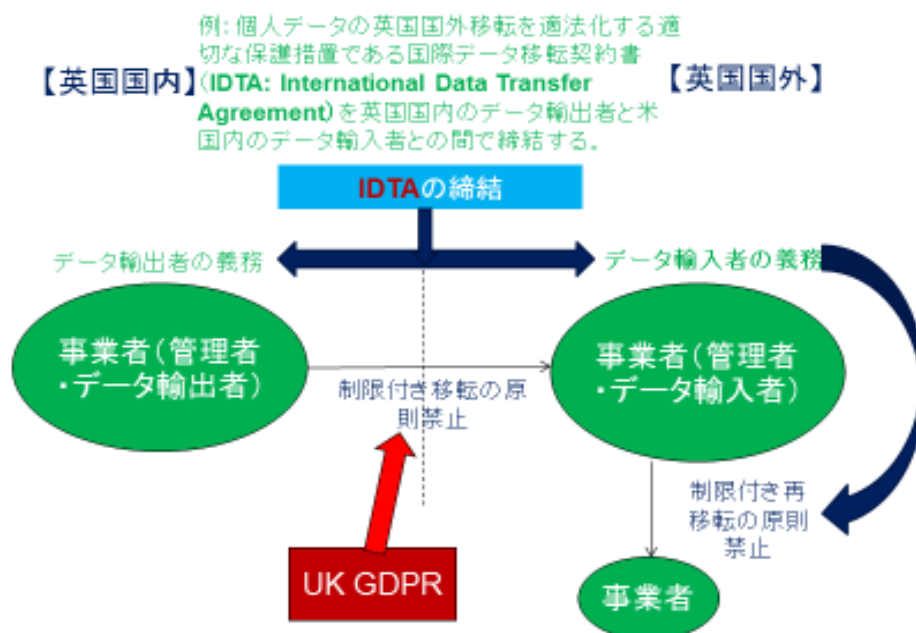 例: 個人データの英国国外移転を適法化する適
切な保護措置である国際データ移転契約書
(IDTA: International Data Transfer
Agreement)を英国国内のデータ輸出者と米
国内のデータ輸入者との間で締結する。
【英国国内】
【英国国外】
IDTAの締結
データ輸出者の義務
データ輸入者の義務
事業者(管理者
・データ輸出者)
制限付き移転の原
則禁止
事業者(管理者
・データ輸入者)
制限付き再
移転の原則
禁止
UK GDPR
事業者